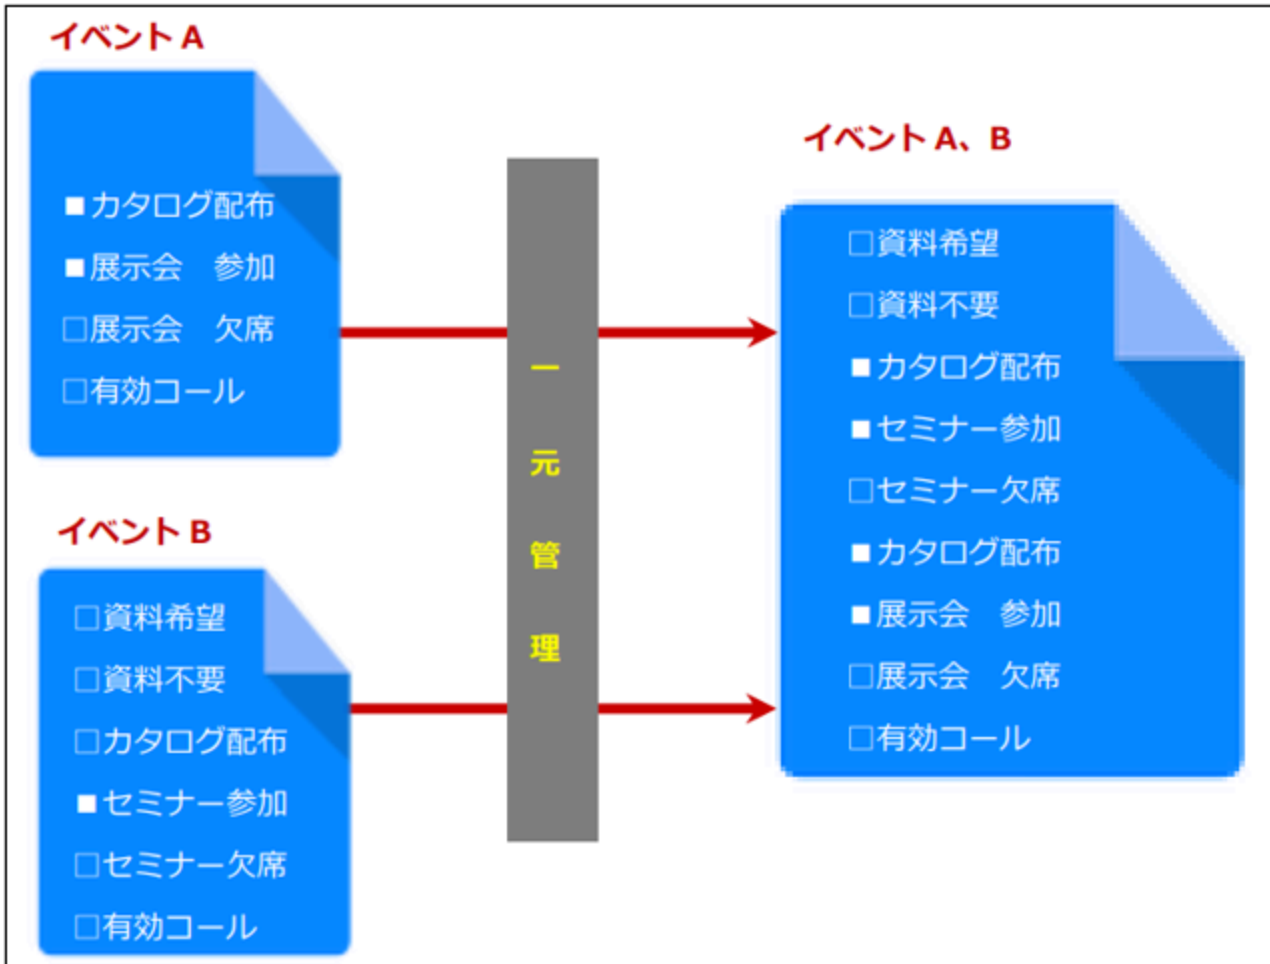 イベント A
■カタログ配布
■展示会　参加
□展示会　欠席
□有効コール
イベント B
□資料希望
□資料不要
□カタログ配布
■セミナー参加
□セミナー欠席
□有効コール
一
元
管
理
イベント A、B
□資料希望
□資料不要
■カタログ配布
■セミナー参加
□セミナー欠席
■カタログ配布
■展示会　参加
□展示会　欠席
□有効コール